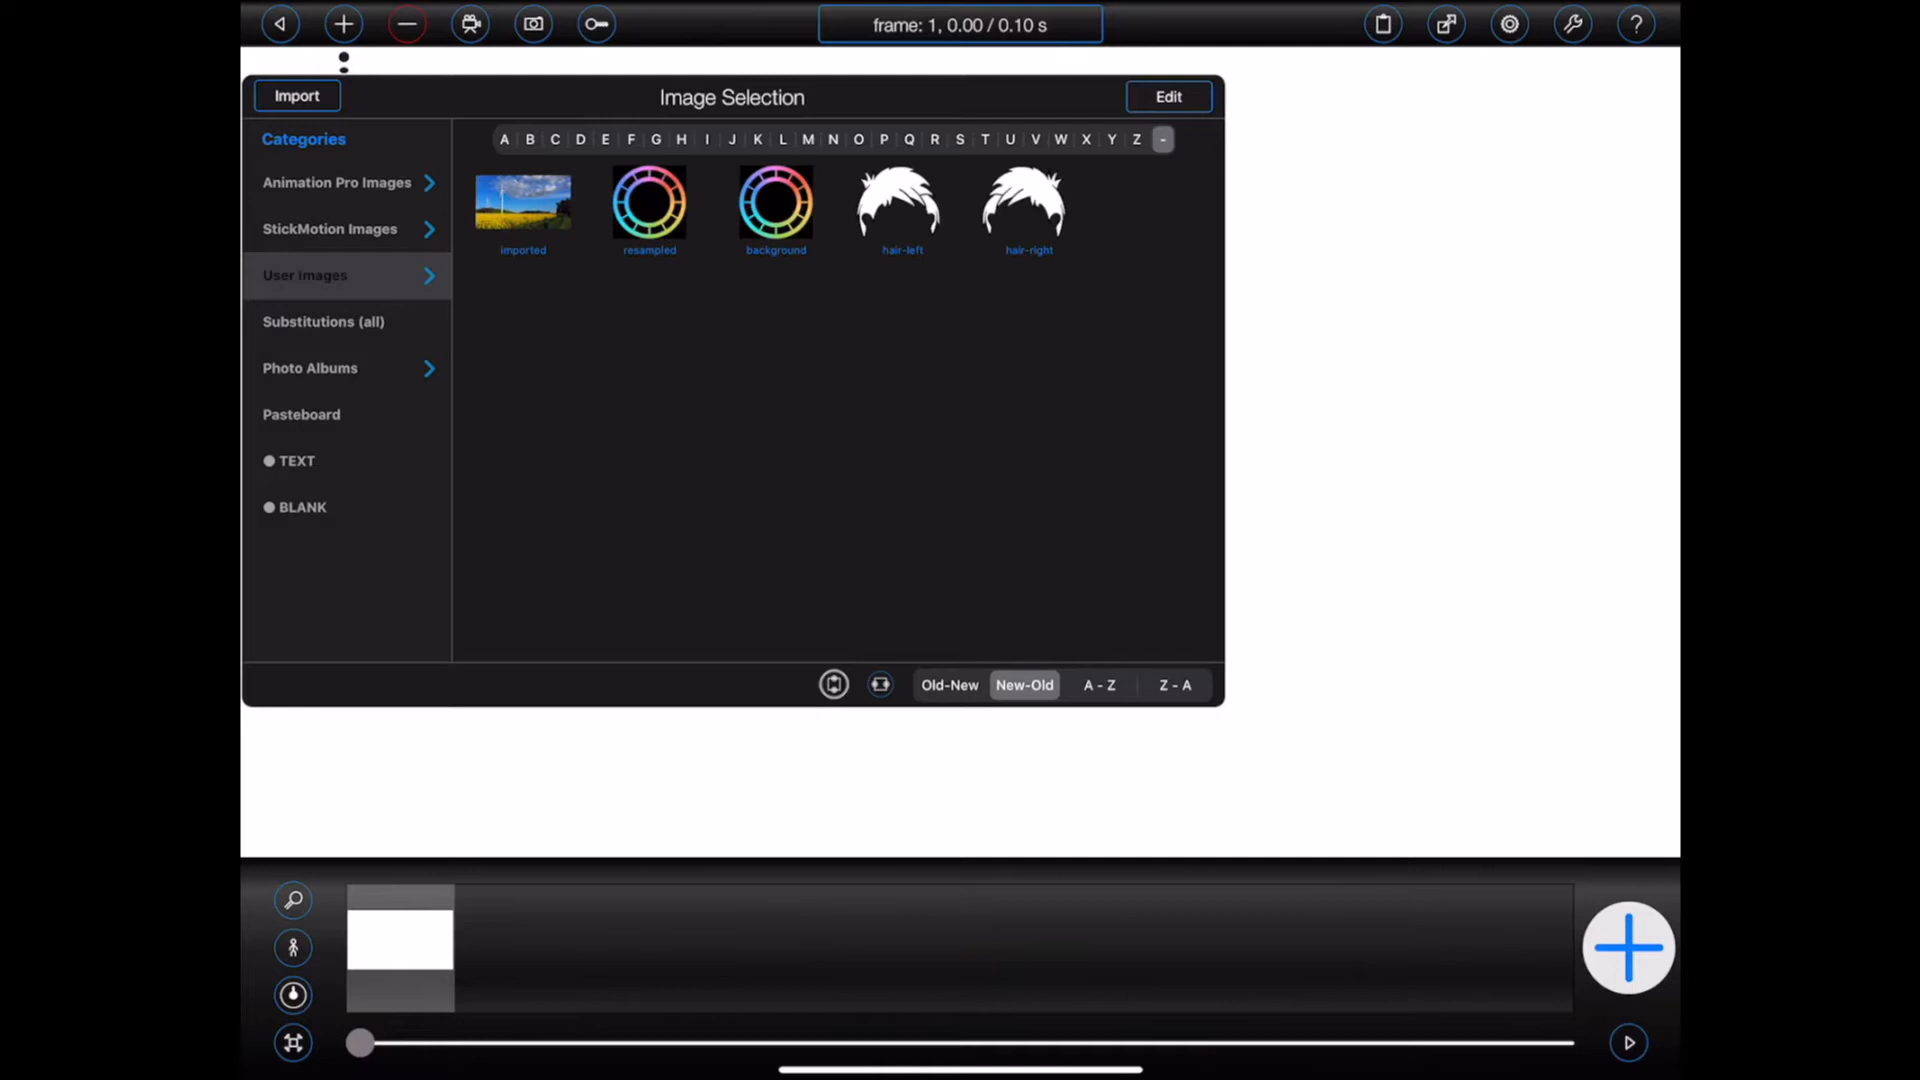 frame: 1, 0.00 / 0.10 s
Import
Image Selection
Edit
Categories
A B C D E F G H I J K L M N O P Q R S T U V W X Y Z -
Animation Pro Images
StickMotion Images
User Images
Substitutions (all)
Photo Albums
Pasteboard
TEXT
BLANK
imported
resampled
background
hair-left
hair-right
Old-New
New-Old
A - Z
Z - A
?